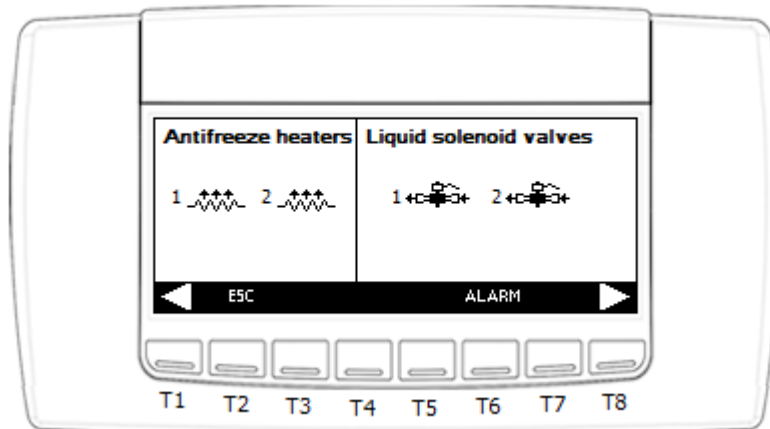 Antifreeze heaters Liquid solenoid valves
1 2 1 2
ESC ALARM
T1 T2 T3 T4 T5 T6 T7 T8